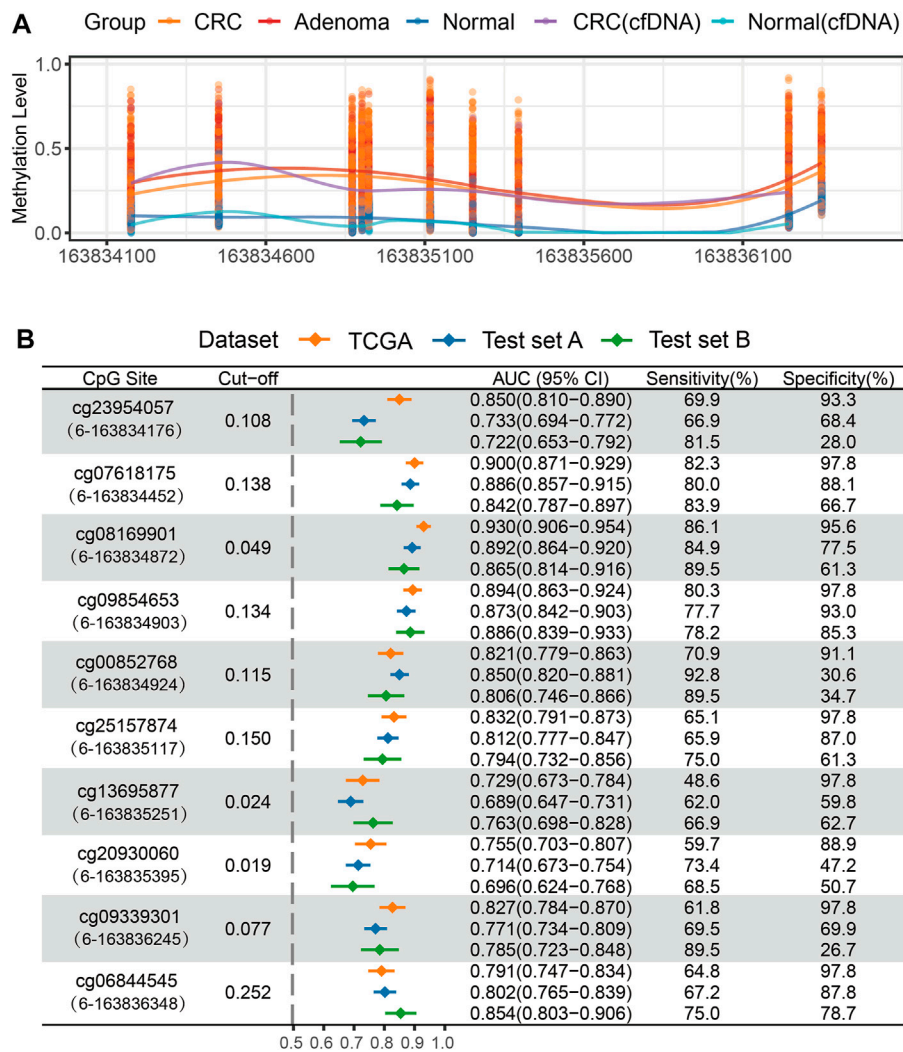 A
Group CRC Adenoma Normal CRC(cfDNA) Normal(cfDNA)
Methylation Level
1.0
0.5
0.0
163834100 163834600 163835100 163835600 163836100
B
Dataset TCGA Test set A Test set B
CpG Site Cut-off AUC (95% CI) Sensitivity(%) Specificity(%)
cg23954057
(6-163834176)
0.108
0.850(0.810-0.890) 69.9 93.3
0.733(0.694-0.772) 66.9 68.4
0.722(0.653-0.792) 81.5 28.0
cg07618175
(6-163834452)
0.138
0.900(0.871-0.929) 82.3 97.8
0.886(0.857-0.915) 80.0 88.1
0.842(0.787-0.897) 83.9 66.7
cg08169901
(6-163834872)
0.049
0.930(0.906-0.954) 86.1 95.6
0.892(0.864-0.920) 84.9 77.5
0.865(0.814-0.916) 89.5 61.3
cg09854653
(6-163834903)
0.134
0.894(0.863-0.924) 80.3 97.8
0.873(0.842-0.903) 77.7 93.0
0.886(0.839-0.933) 78.2 85.3
cg00852768
(6-163834924)
0.115
0.821(0.779-0.863) 70.9 91.1
0.850(0.820-0.881) 92.8 30.6
0.806(0.746-0.866) 89.5 34.7
cg25157874
(6-163835117)
0.150
0.832(0.791-0.873) 65.1 97.8
0.812(0.777-0.847) 65.9 87.0
0.794(0.732-0.856) 75.0 61.3
cg13695877
(6-163835251)
0.024
0.729(0.673-0.784) 48.6 97.8
0.689(0.647-0.731) 62.0 59.8
0.763(0.698-0.828) 66.9 62.7
cg20930060
(6-163835395)
0.019
0.755(0.703-0.807) 59.7 88.9
0.714(0.673-0.754) 73.4 47.2
0.696(0.624-0.768) 68.5 50.7
cg09339301
(6-163836245)
0.077
0.827(0.784-0.870) 61.8 97.8
0.771(0.734-0.809) 69.5 69.9
0.785(0.723-0.848) 89.5 26.7
cg06844545
(6-163836348)
0.252
0.791(0.747-0.834) 64.8 97.8
0.802(0.765-0.839) 67.2 87.8
0.854(0.803-0.906) 75.0 78.7
0.5 0.6 0.7 0.8 0.9 1.0